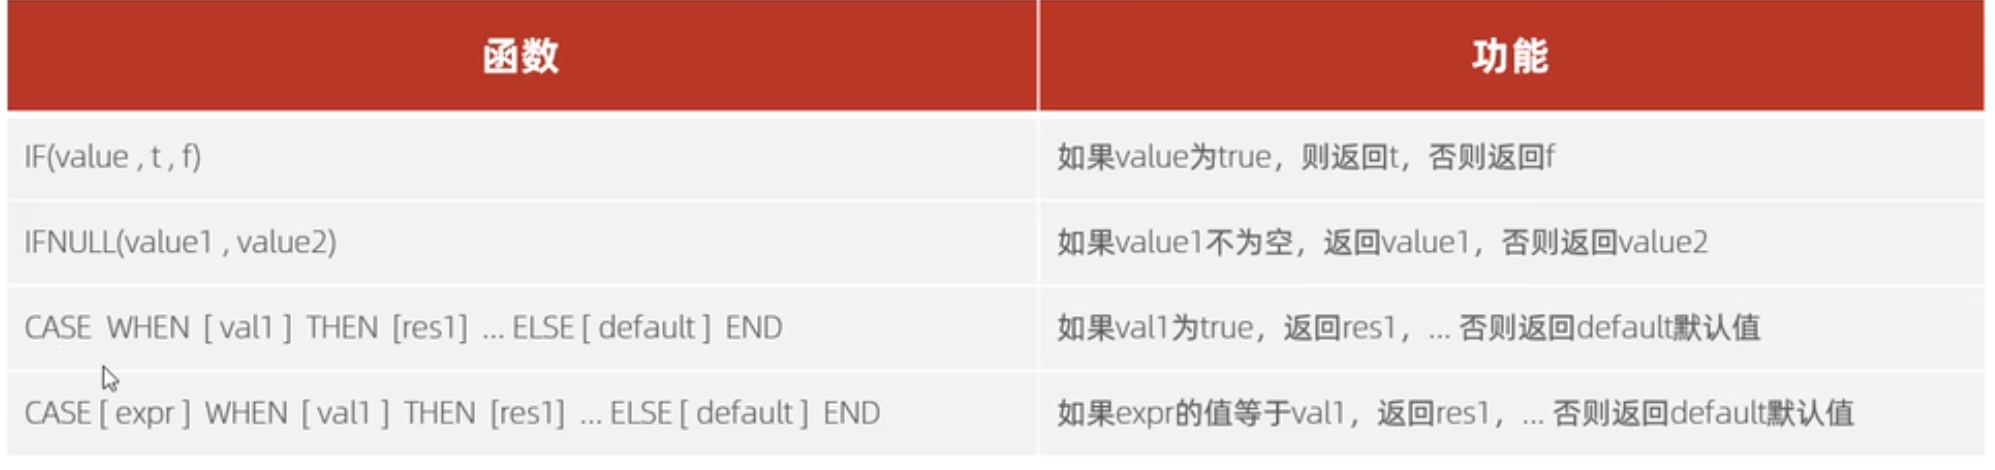 函数
功能
IF(value , t , f)
如果value为true，则返回t，否则返回f
IFNULL(value1 , value2)
如果value1不为空，返回value1，否则返回value2
CASE WHEN [ val1 ] THEN [res1] ... ELSE [ default ] END
如果val1为true，返回res1，... 否则返回default默认值
CASE [ expr ] WHEN [ val1 ] THEN [res1] ... ELSE [ default ] END
如果expr的值等于val1，返回res1，... 否则返回default默认值